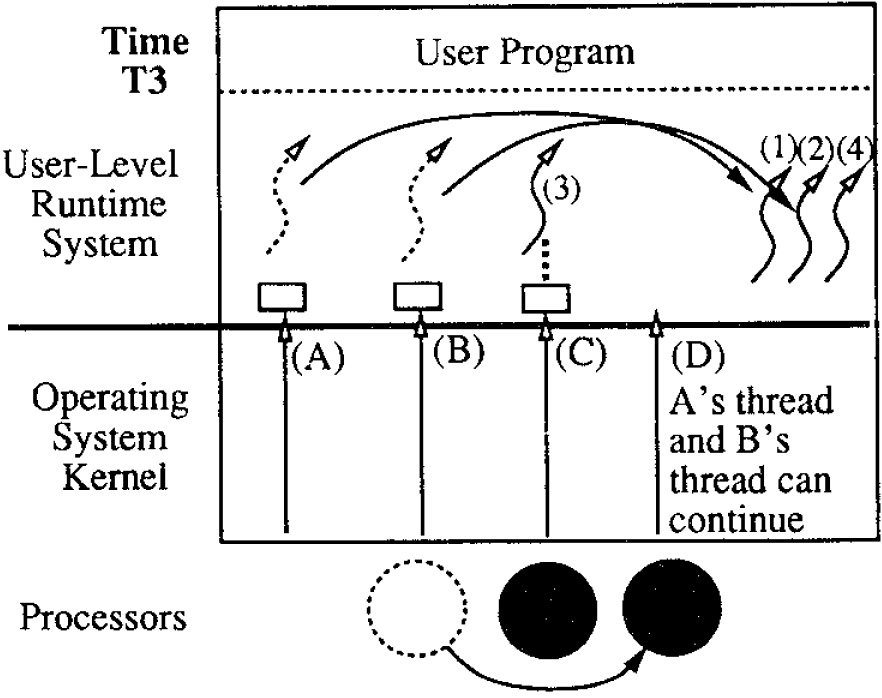 Time
T3
User Program
User-Level
Runtime
System
(1)(2)(4)
(3)
(A)
(B)
(C)
(D)
A's thread
and B's
thread can
continue
Operating
System
Kernel
Processors